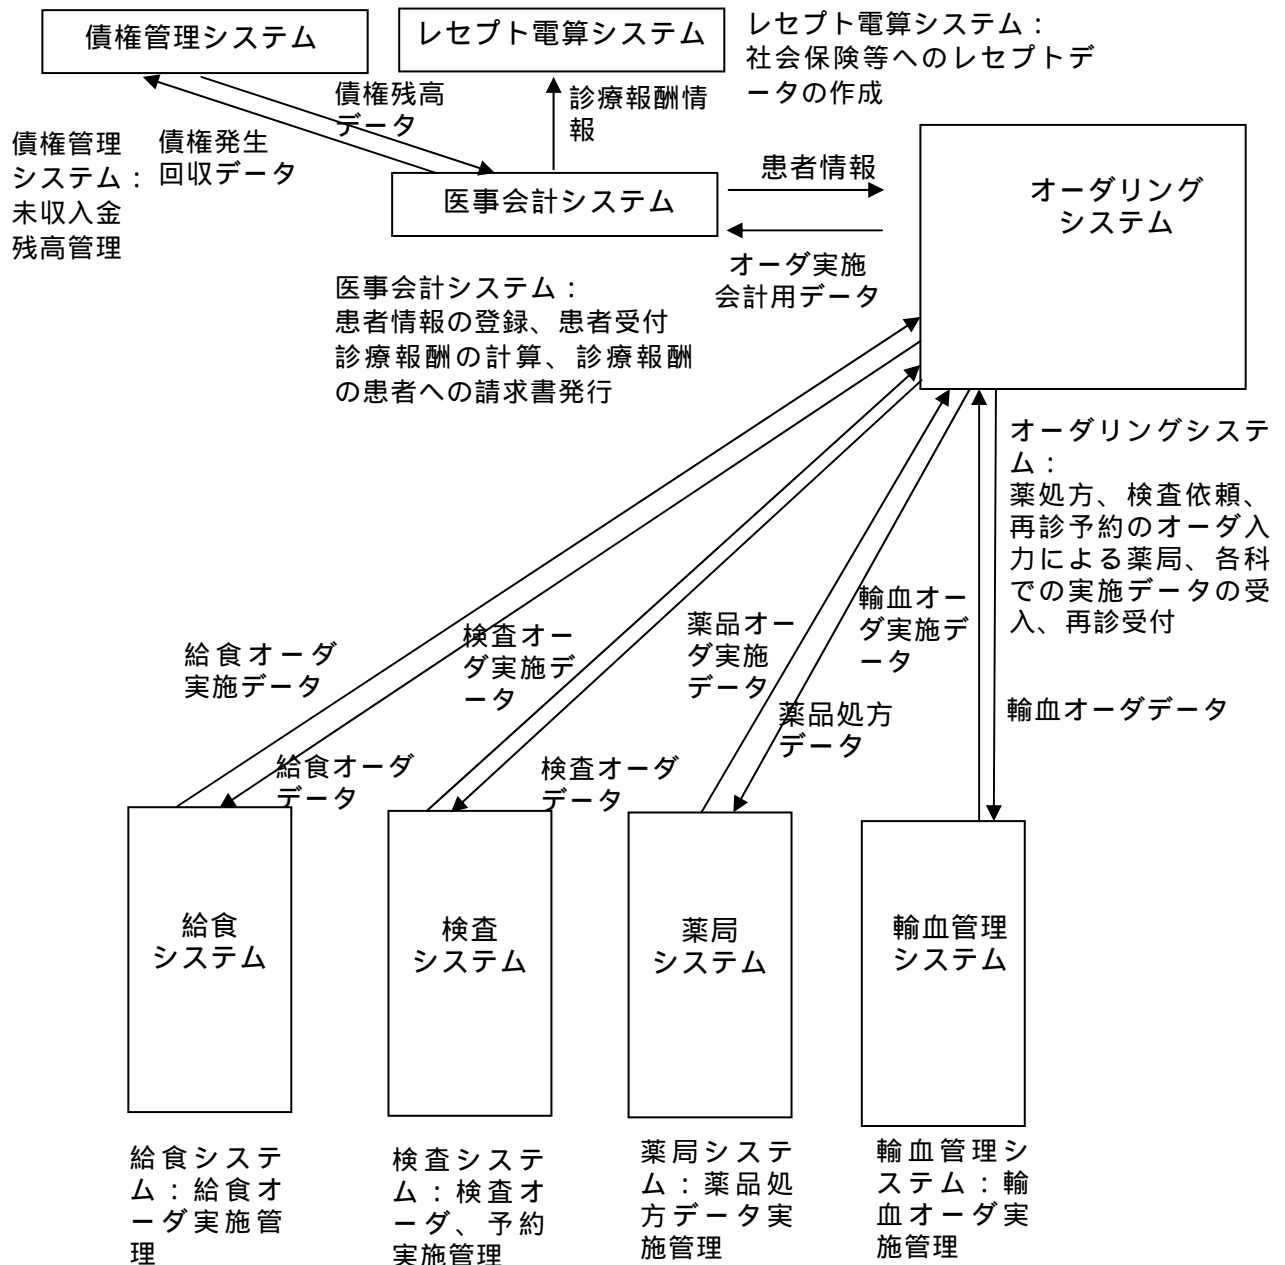 債権管理システム
レセプト電算システム
レセプト電算システム：
社会保険等へのレセプトデ
ータの作成
債権残高
データ
診療報酬情
報
債権管理
システム：
未収入金
残高管理
債権発生
回収データ
医事会計システム
患者情報
オーダリング
システム
オーダ実施
会計用データ
医事会計システム：
患者情報の登録、患者受付
診療報酬の計算、診療報酬
の患者への請求書発行
オーダリングシステ
ム：
薬処方、検査依頼、
再診予約のオーダ入
力による薬局、各科
での実施データの受
入、再診受付
給食オーダ
実施データ
検査オー
ダ実施デ
ータ
薬品オー
ダ実施
データ
輸血オー
ダ実施デ
ータ
薬品処方
データ
輸血オーダデータ
給食オーダ
データ
検査オーダ
データ
給食
システム
検査
システム
薬局
システム
輸血管理
システム
給食システ
ム：給食オ
ーダ実施管
理
検査システ
ム：検査オ
ーダ、予約
実施管理
薬局システ
ム：薬品処
方データ実
施管理
輸血管理シ
ステム：輸
血オーダ実
施管理